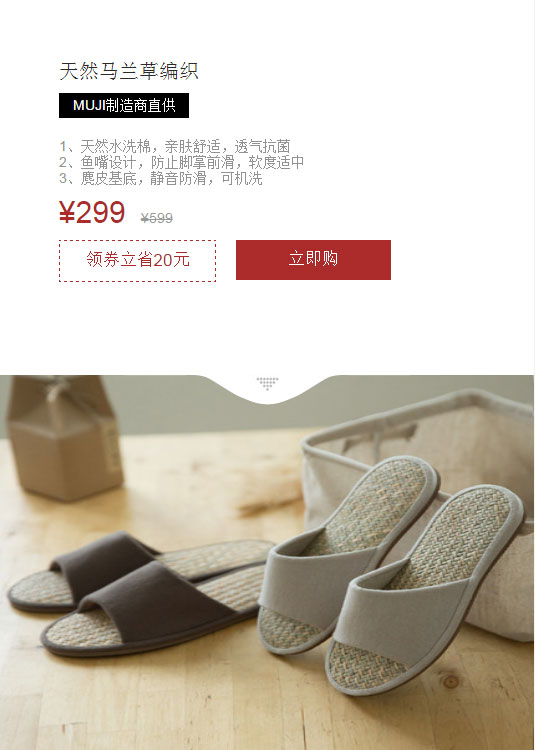 天然马兰草编织
MUJI制造商直供
1、天然水洗棉，亲肤舒适，透气抗菌
2、鱼嘴设计，防止脚掌前滑，软度适中
3、麂皮基底，静音防滑，可机洗
¥299 ¥599
领券立省20元 立即购